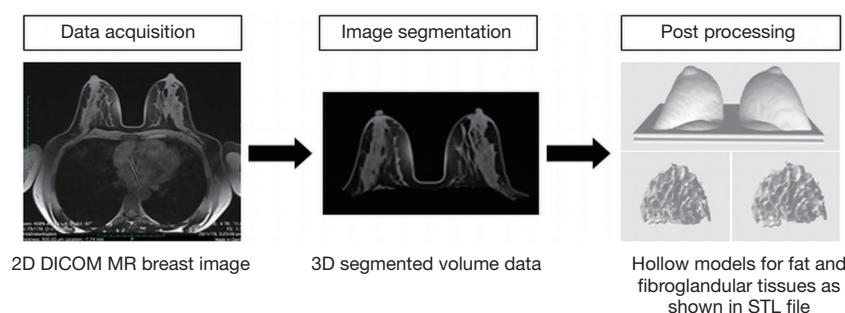 Data acquisition
Image segmentation
Post processing
2D DICOM MR breast image
3D segmented volume data
Hollow models for fat and
fibroglandular tissues as
shown in STL file